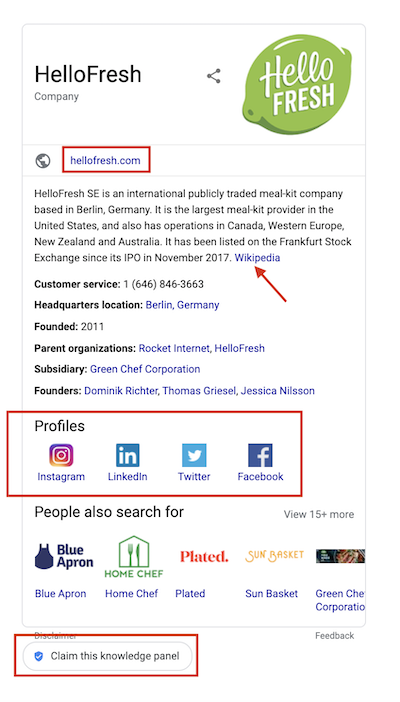 HelloFresh
Company
Hello
FRESH
hellofresh.com
HelloFresh SE is an international publicly traded meal-kit company
based in Berlin, Germany. It is the largest meal-kit provider in the
United States, and also has operations in Canada, Western Europe,
New Zealand and Australia. It has been listed on the Frankfurt Stock
Exchange since its IPO in November 2017. Wikipedia
Customer service: 1 (646) 846-3663
Headquarters location: Berlin, Germany
Founded: 2011
Parent organizations: Rocket Internet, HelloFresh
Subsidiary: Green Chef Corporation
Founders: Dominik Richter, Thomas Griesel, Jessica Nilsson
Profiles
Instagram LinkedIn Twitter Facebook
People also search for View 15+ more
Blue
Apron
HOME CHEF
Plated.
SUN BASKET
Blue Apron Home Chef Plated Sun Basket Green Che
Corporatio
Disclaimer Feedback
Claim this knowledge panel